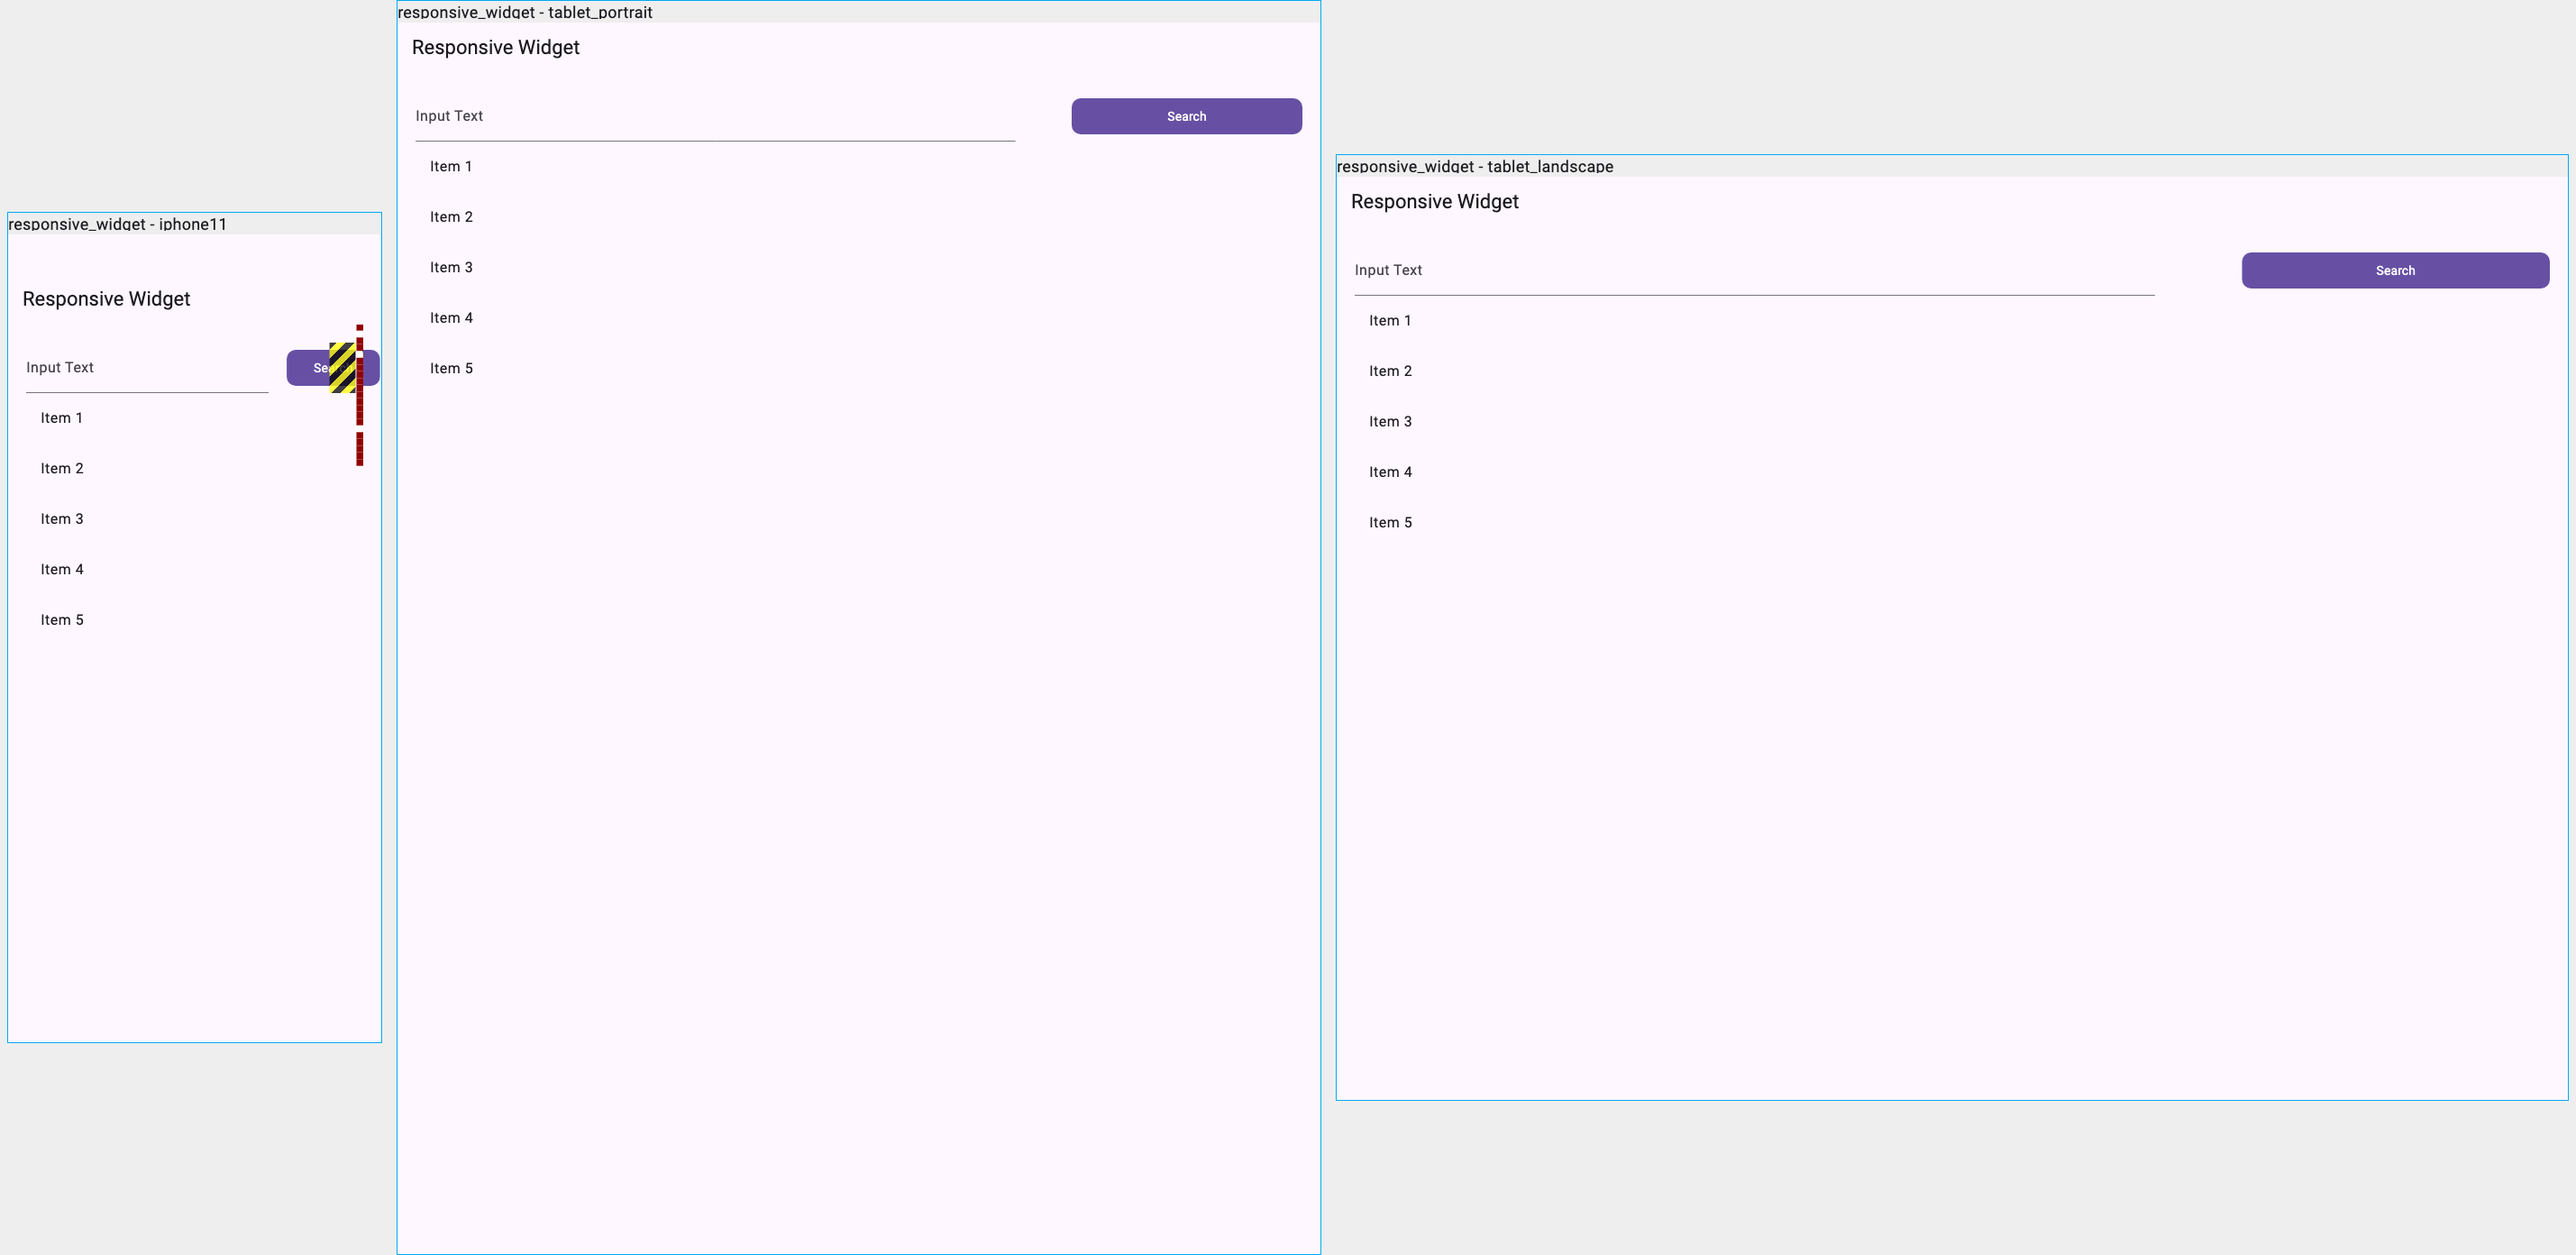 responsive_widget - iphone11
Responsive Widget
Input Text
Item 1
Item 2
Item 3
Item 4
Item 5
responsive_widget - tablet_portrait
Responsive Widget
Input Text
Search
Item 1
Item 2
Item 3
Item 4
Item 5
responsive_widget - tablet_landscape
Responsive Widget
Input Text
Search
Item 1
Item 2
Item 3
Item 4
Item 5